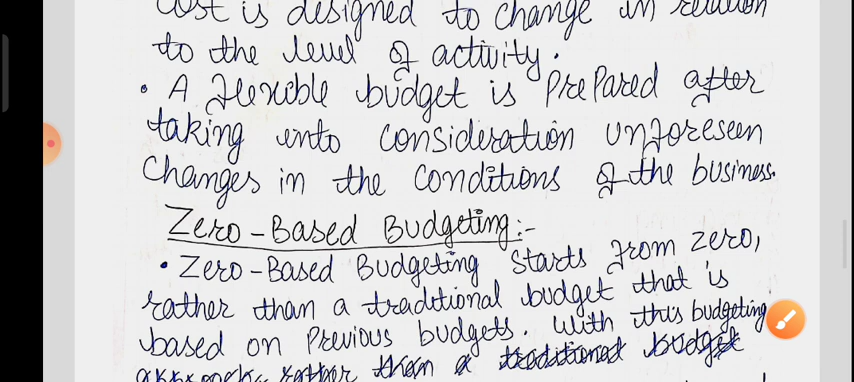 cost is designed to change in relation
to the level of activity.
• A flexible budget is prepared after
taking into consideration unforeseen
changes in the conditions of the business.
Zero-Based Budgeting:-
• Zero-Based Budgeting starts from zero,
rather than a traditional budget that is
based on previous budgets. With this budgeting
approach, rather than a traditional budget